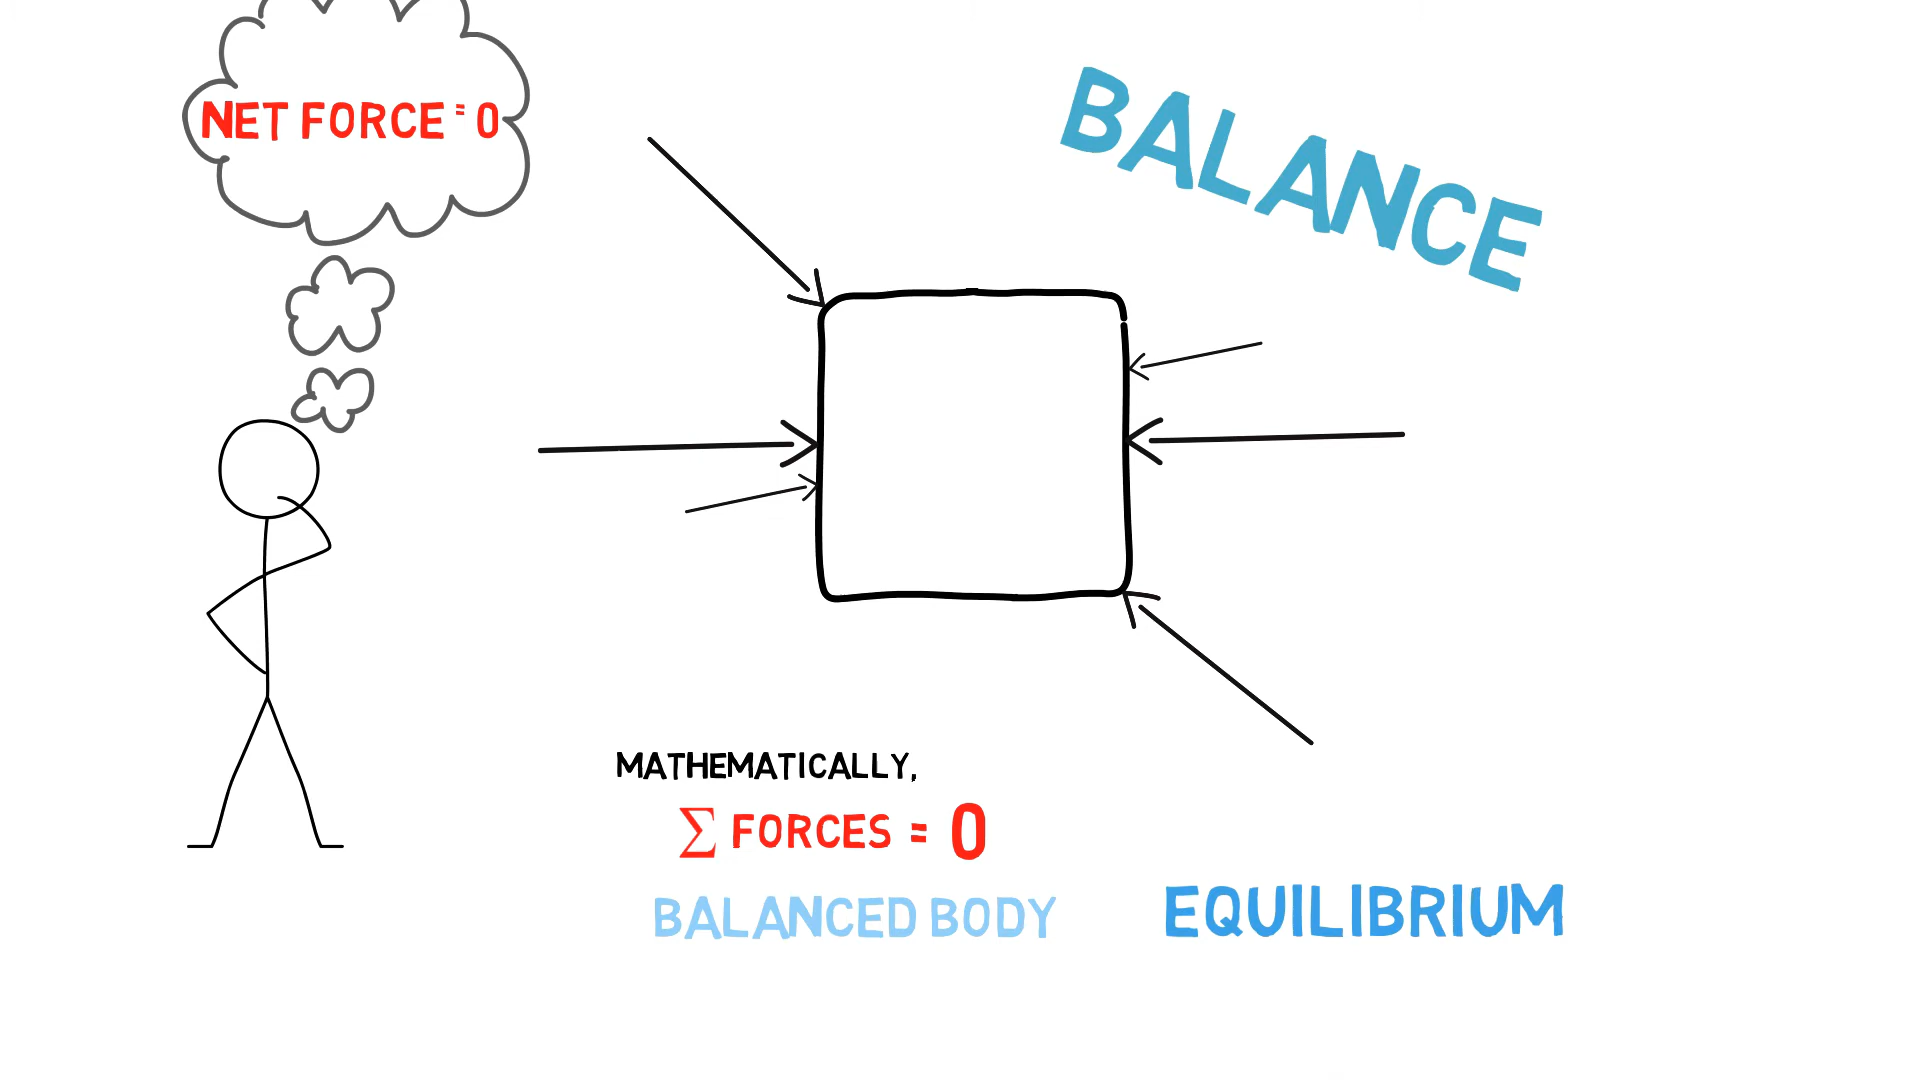 NET FORCE = 0
BALANCE
MATHEMATICALLY,
∑ FORCES = 0
BALANCED BODY
EQUILIBRIUM